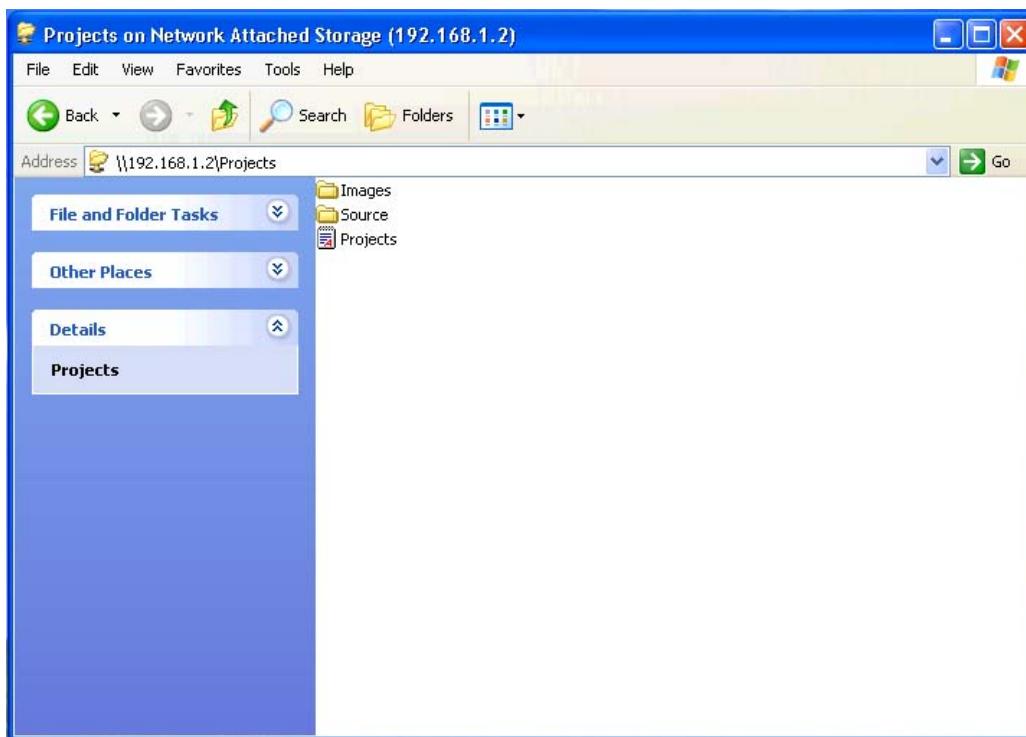 Projects on Network Attached Storage (192.168.1.2)
File Edit View Favorites Tools Help
Back Search Folders
Address \\192.168.1.2\Projects Go
File and Folder Tasks
Other Places
Details
Projects
Images
Source
Projects